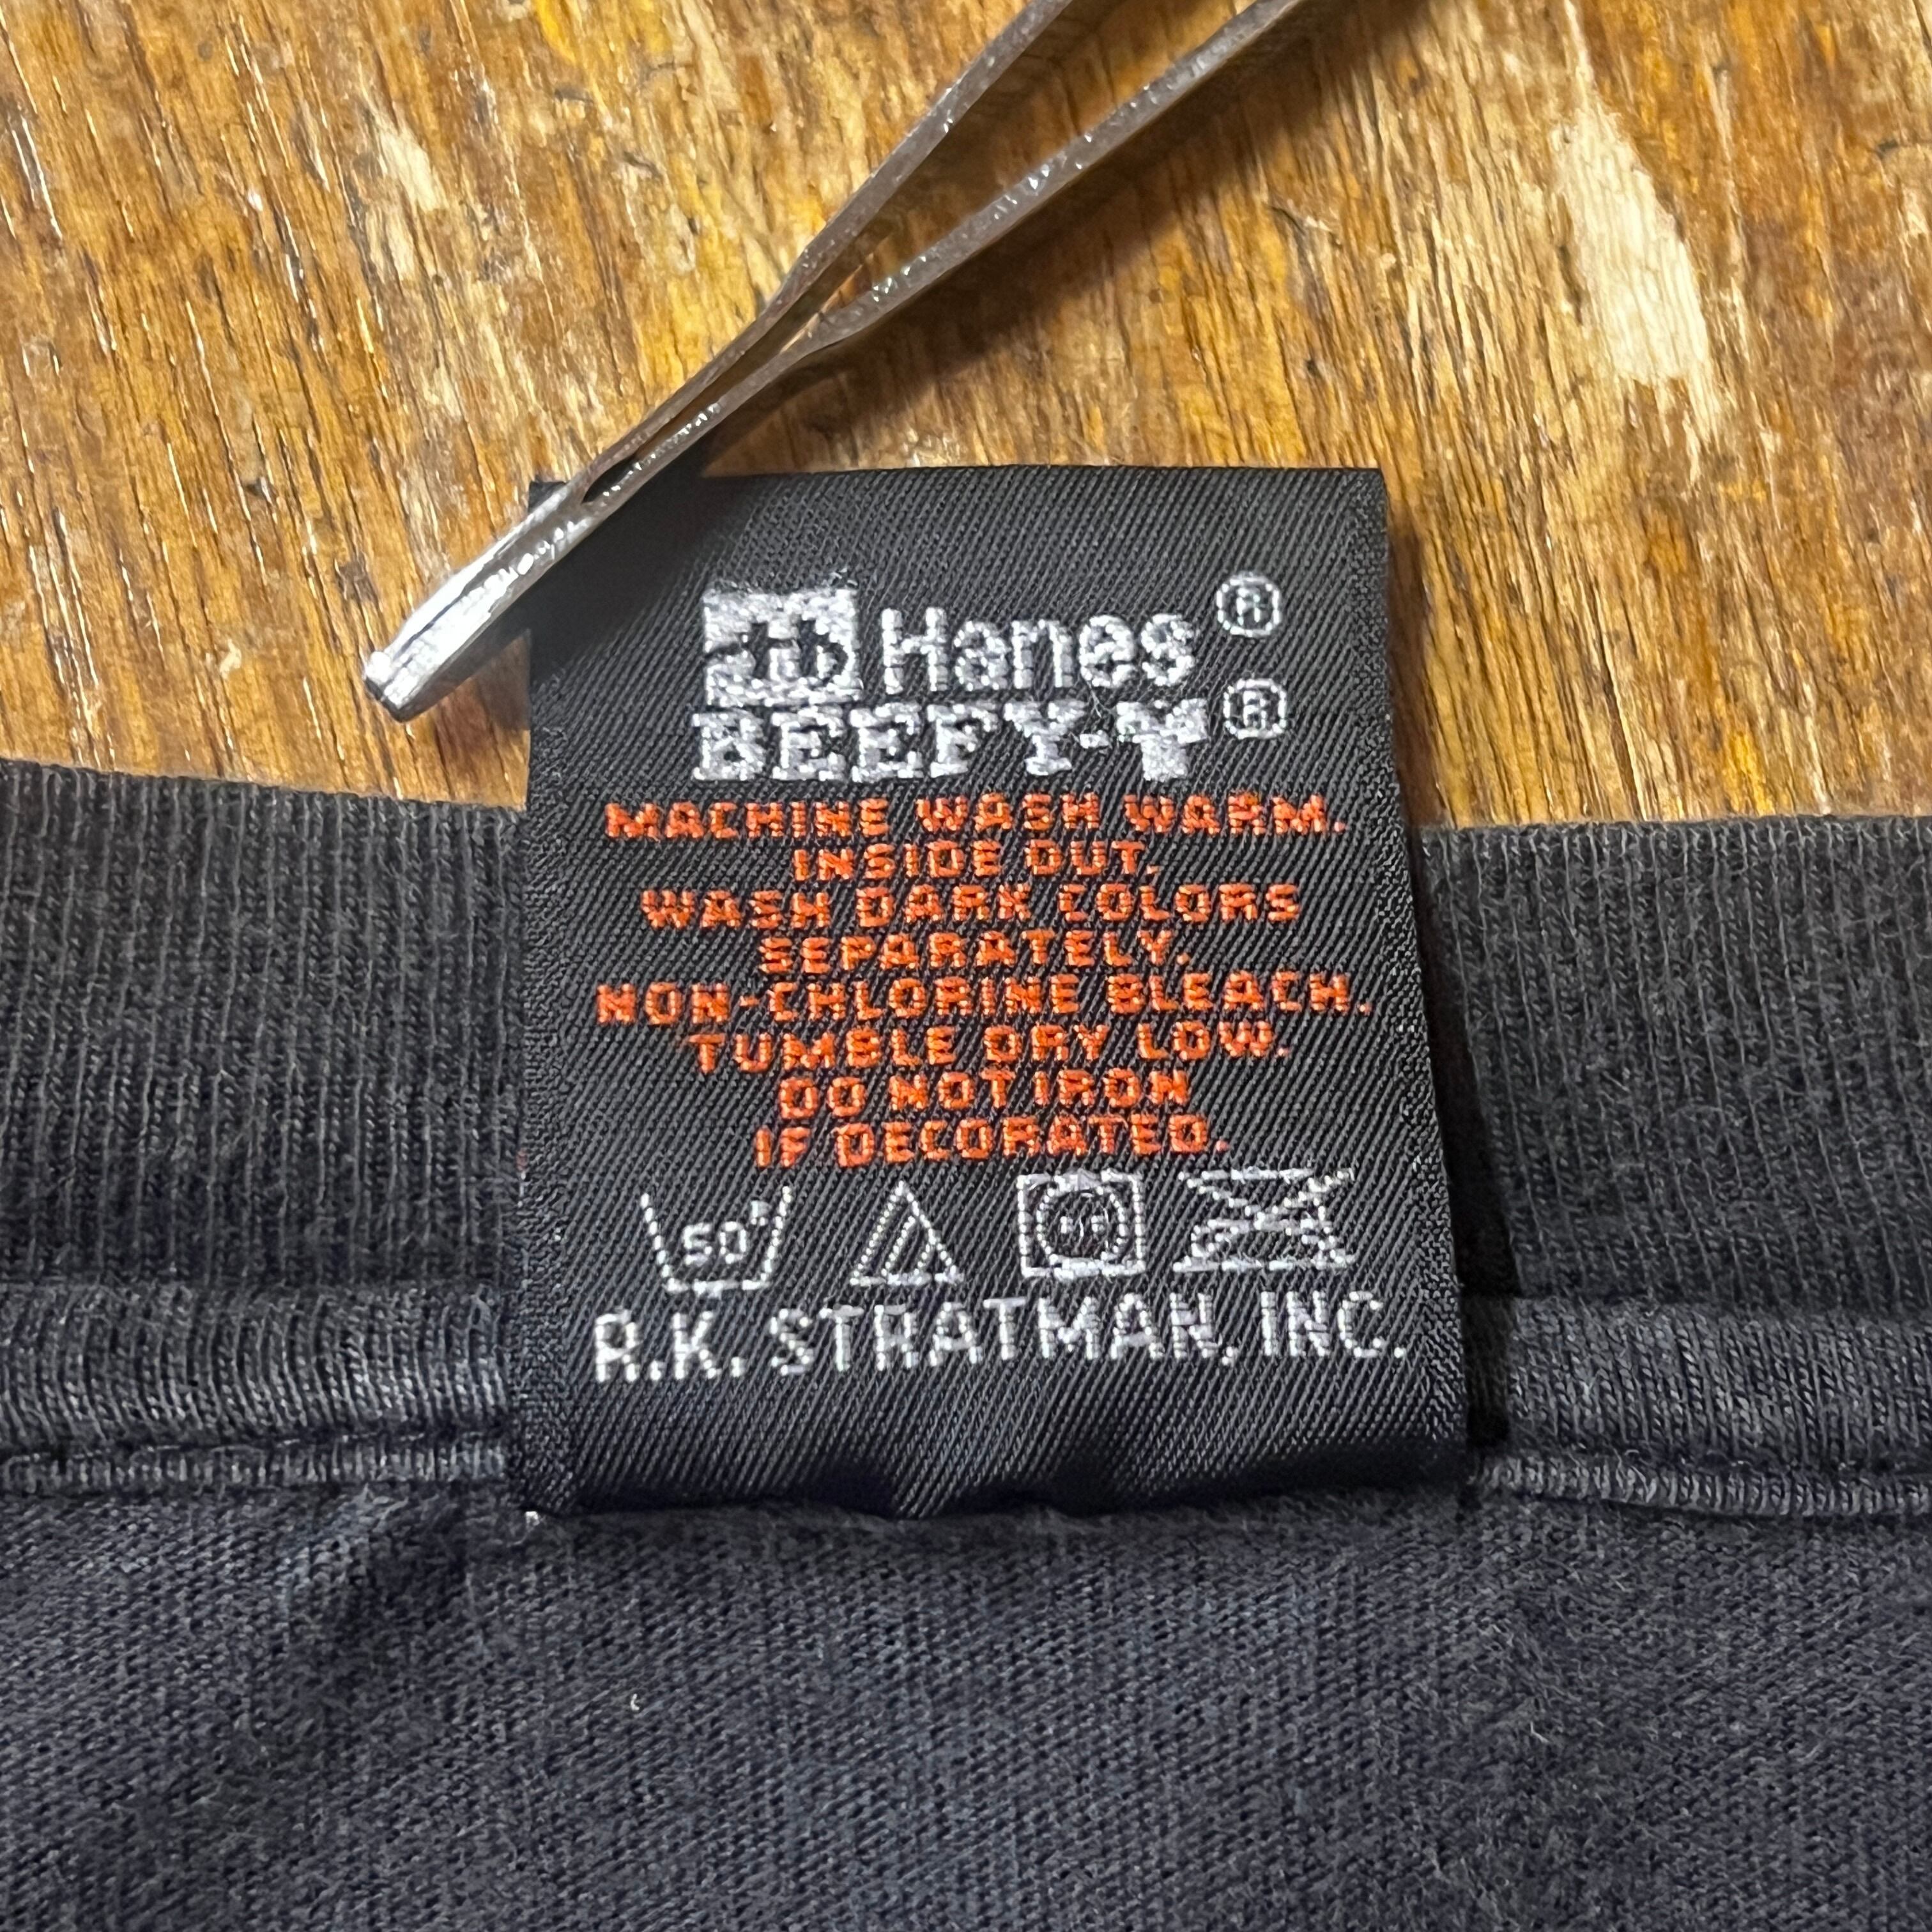 Hanes®
BEEFY-T®
MACHINE WASH WARM.
INSIDE OUT.
WASH DARK COLORS
SEPARATELY.
NON-CHLORINE BLEACH.
TUMBLE DRY LOW.
DO NOT IRON
IF DECORATED.
50°
R.K. STRATMAN, INC.